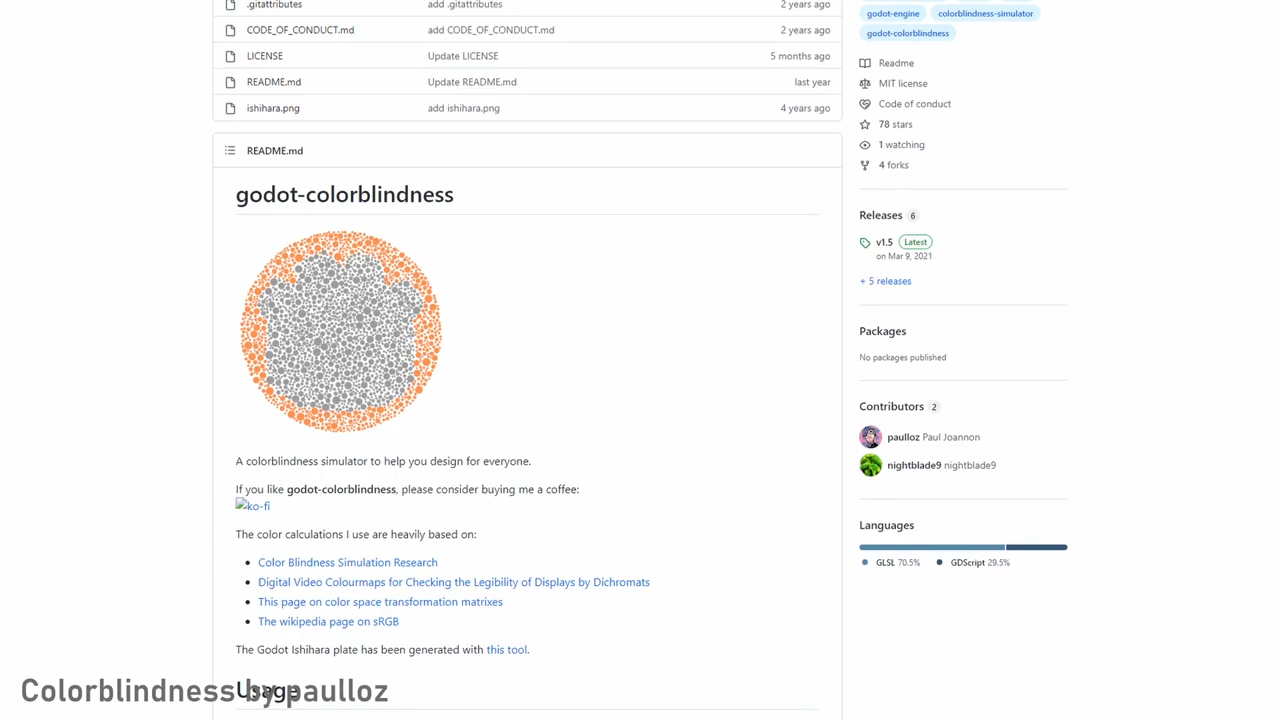 .gitattributes add .gitattributes 2 years ago
CODE_OF_CONDUCT.md add CODE_OF_CONDUCT.md 2 years ago
LICENSE Update LICENSE 5 months ago
README.md Update README.md last year
ishihara.png add ishihara.png 4 years ago
README.md
godot-colorblindness
A colorblindness simulator to help you design for everyone.
If you like godot-colorblindness, please consider buying me a coffee:
ko-fi
The color calculations I use are heavily based on:
Color Blindness Simulation Research
Digital Video Colourmaps for Checking the Legibility of Displays by Dichromats
This page on color space transformation matrixes
The wikipedia page on sRGB
The Godot Ishihara plate has been generated with this tool.
Usage
godot-engine colorblindness-simulator
godot-colorblindness
Readme
MIT license
Code of conduct
78 stars
1 watching
4 forks
Releases 6
v1.5 Latest
on Mar 9, 2021
+ 5 releases
Packages
No packages published
Contributors 2
paulloz Paul Joannon
nightblade9 nightblade9
Languages
GLSL 70.5% GDScript 29.5%
Colorblindness by paulloz